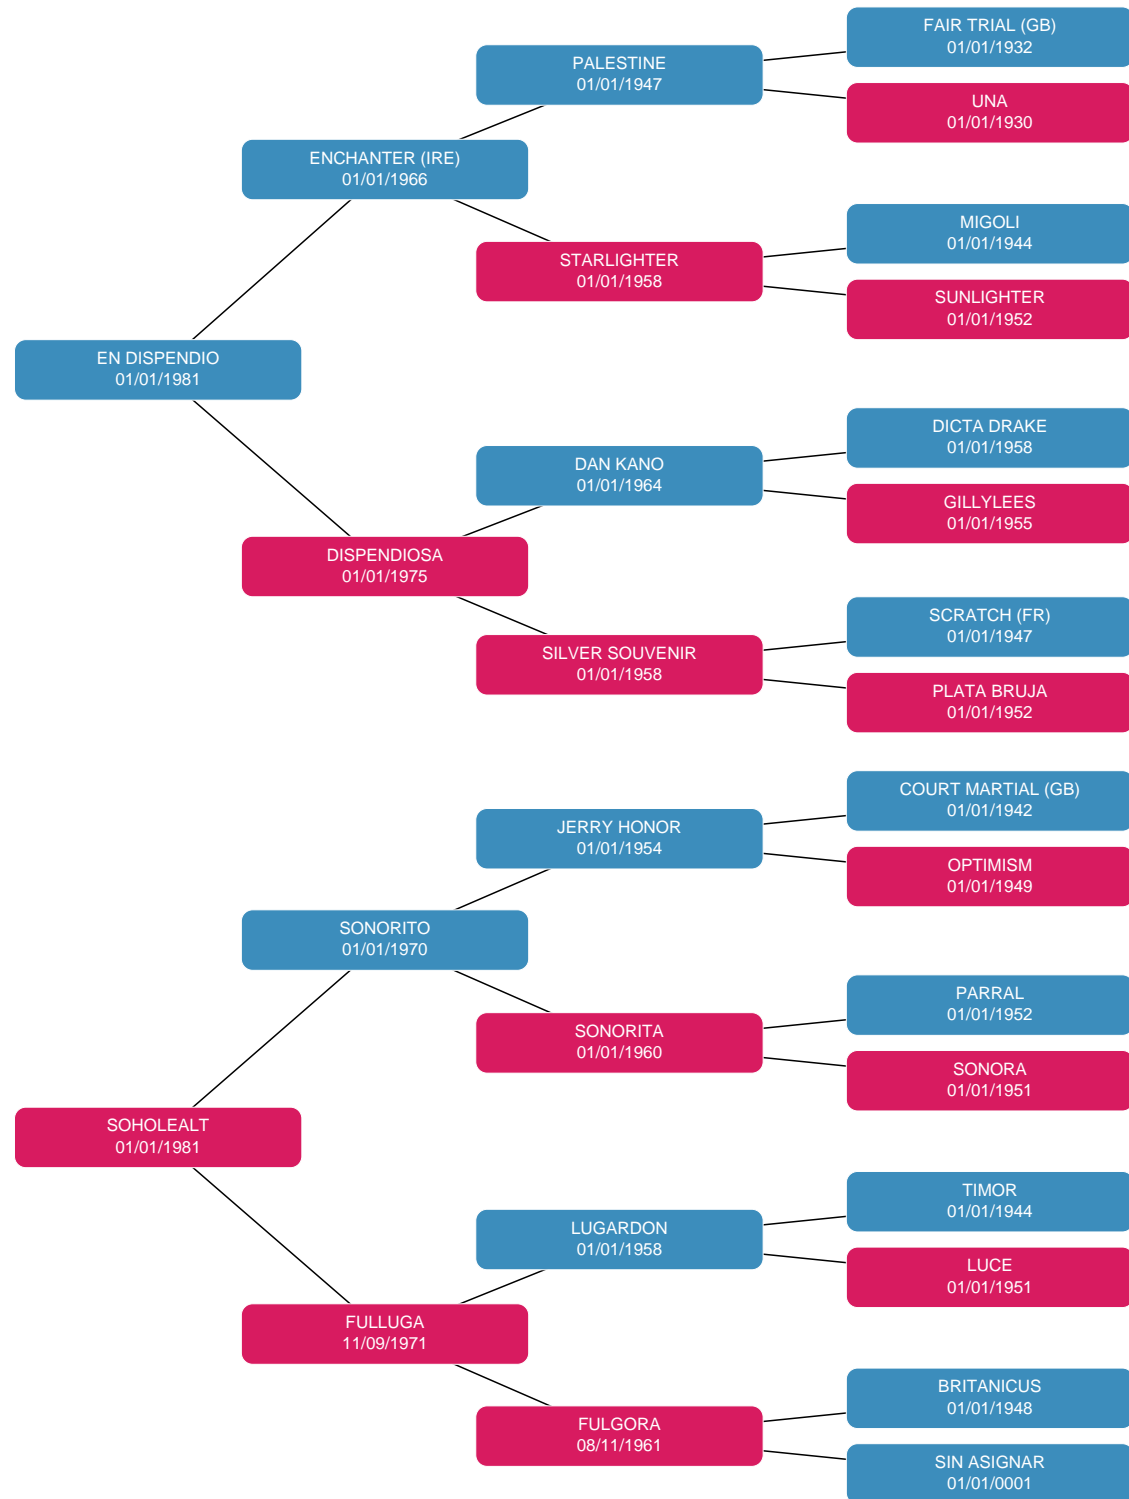 FAIR TRIAL (GB)
01/01/1932
PALESTINE
01/01/1947
UNA
01/01/1930
ENCHANTER (IRE)
01/01/1966
MIGOLI
01/01/1944
STARLIGHTER
01/01/1958
SUNLIGHTER
01/01/1952
EN DISPENDIO
01/01/1981
DICTA DRAKE
01/01/1958
DAN KANO
01/01/1964
GILLYLEES
01/01/1955
DISPENDIOSA
01/01/1975
SCRATCH (FR)
01/01/1947
SILVER SOUVENIR
01/01/1958
PLATA BRUJA
01/01/1952
COURT MARTIAL (GB)
01/01/1942
JERRY HONOR
01/01/1954
OPTIMISM
01/01/1949
SONORITO
01/01/1970
PARRAL
01/01/1952
SONORITA
01/01/1960
SONORA
01/01/1951
SOHOLEALT
01/01/1981
TIMOR
01/01/1944
LUGARDON
01/01/1958
LUCE
01/01/1951
FULLUGA
11/09/1971
BRITANICUS
01/01/1948
FULGORA
08/11/1961
SIN ASIGNAR
01/01/0001